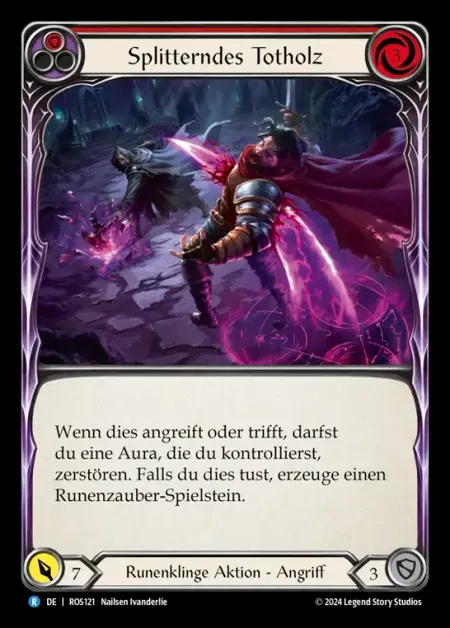 Splitterndes Totholz
3
Wenn dies angreift oder trifft, darfst
du eine Aura, die du kontrollierst,
zerstören. Falls du dies tust, erzeuge einen
Runenzauber-Spielstein.
7
Runenklinge Aktion - Angriff
3
R DE | ROS121 Nailsen Ivanderlie
© 2024 Legend Story Studios